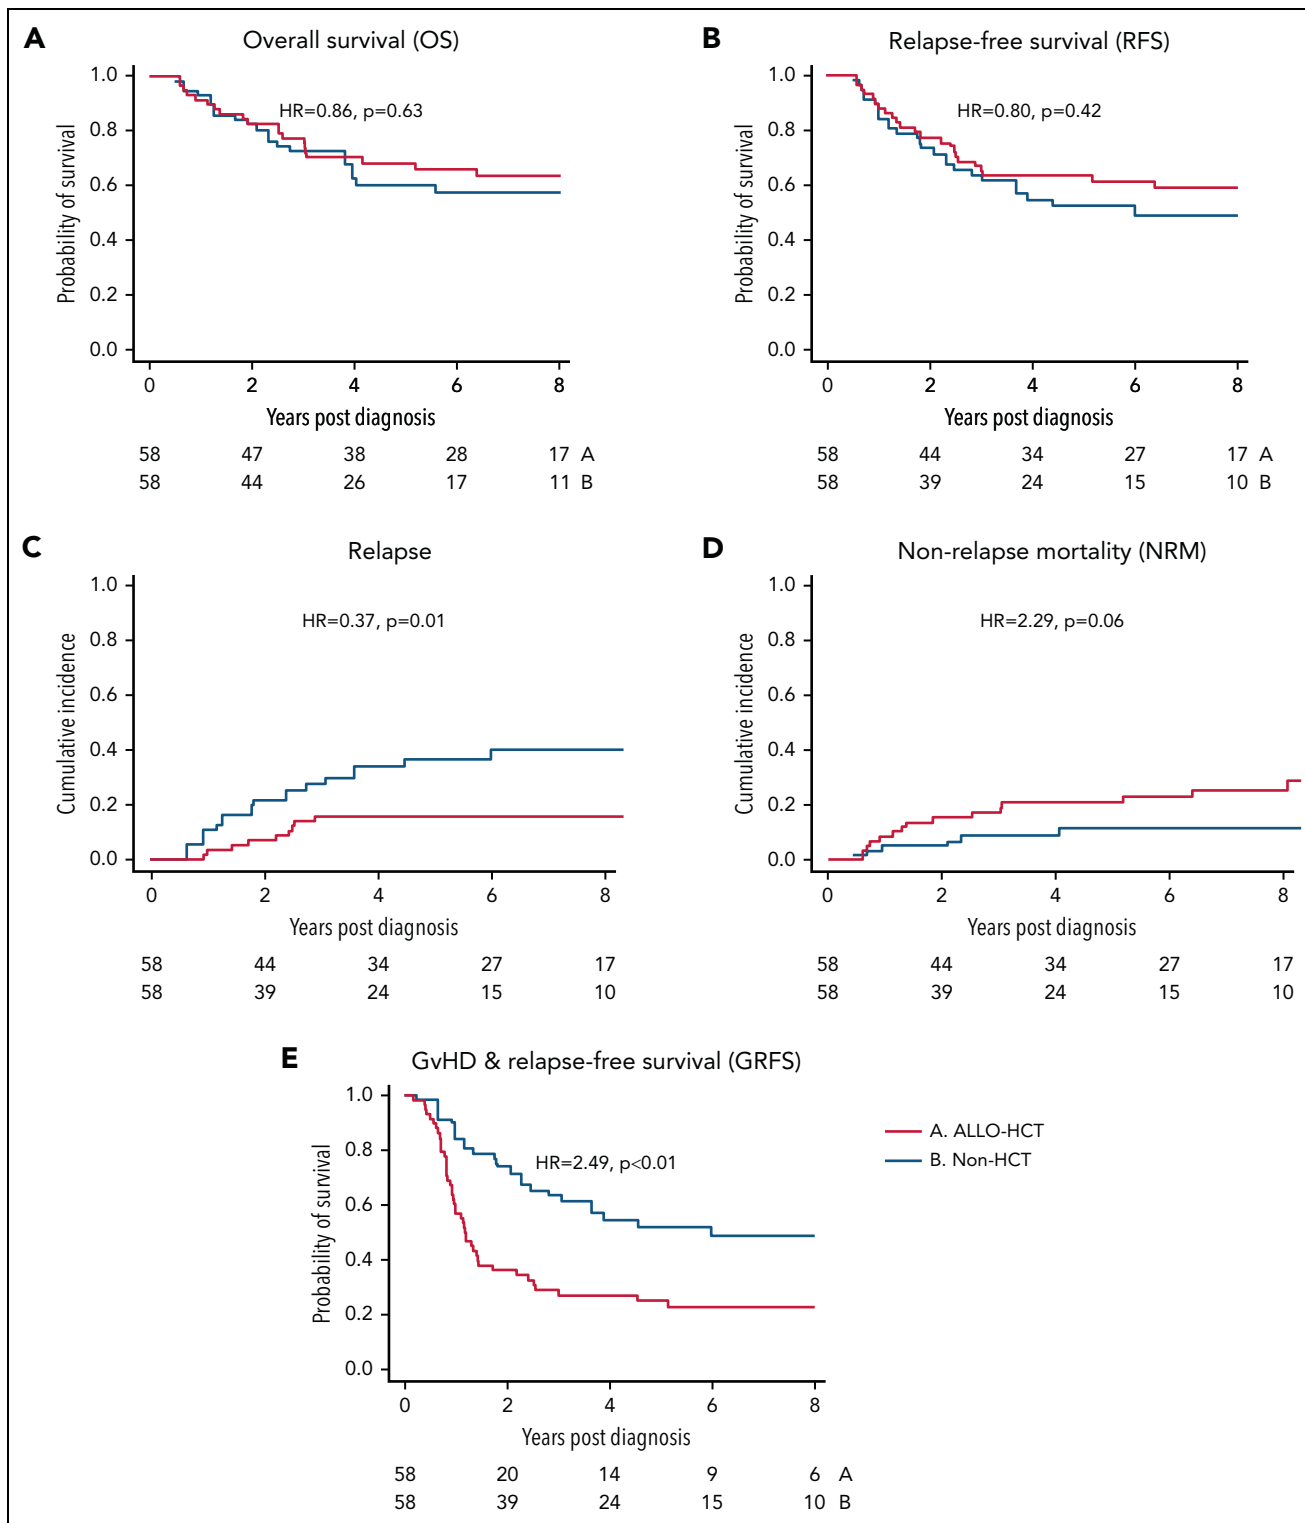 A
Overall survival (OS)
Probability of survival
1.0
0.8
0.6
0.4
0.2
0.0
HR=0.86, p=0.63
0 2 4 6 8
Years post diagnosis
58 47 38 28 17 A
58 44 26 17 11 B
B
Relapse-free survival (RFS)
Probability of survival
1.0
0.8
0.6
0.4
0.2
0.0
HR=0.80, p=0.42
0 2 4 6 8
Years post diagnosis
58 44 34 27 17 A
58 39 24 15 10 B
C
Relapse
Cumulative incidence
1.0
0.8
0.6
0.4
0.2
0.0
HR=0.37, p=0.01
0 2 4 6 8
Years post diagnosis
58 44 34 27 17
58 39 24 15 10
D
Non-relapse mortality (NRM)
Cumulative incidence
1.0
0.8
0.6
0.4
0.2
0.0
HR=2.29, p=0.06
0 2 4 6 8
Years post diagnosis
58 44 34 27 17
58 39 24 15 10
E
GvHD & relapse-free survival (GRFS)
Probability of survival
1.0
0.8
0.6
0.4
0.2
0.0
HR=2.49, p<0.01
0 2 4 6 8
Years post diagnosis
58 20 14 9 6 A
58 39 24 15 10 B
A. ALLO-HCT
B. Non-HCT